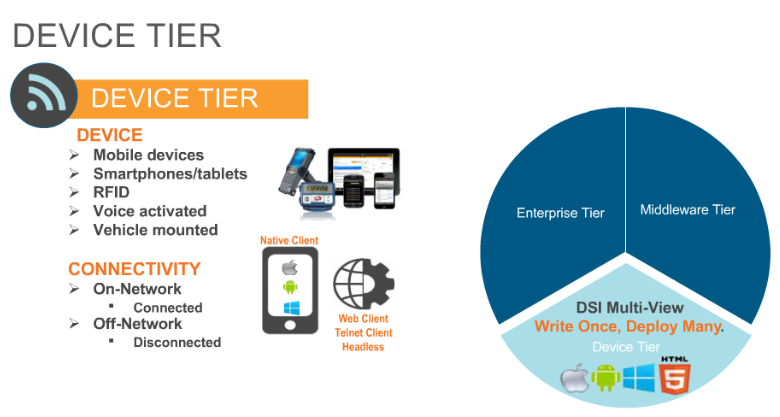 DEVICE TIER
DEVICE TIER
DEVICE
Mobile devices
Smartphones/tablets
RFID
Voice activated
Vehicle mounted
CONNECTIVITY
On-Network
Connected
Off-Network
Disconnected
Native Client
Web Client
Telnet Client
Headless
Enterprise Tier
Middleware Tier
DSI Multi-View
Write Once, Deploy Many.
Device Tier
HTML
5